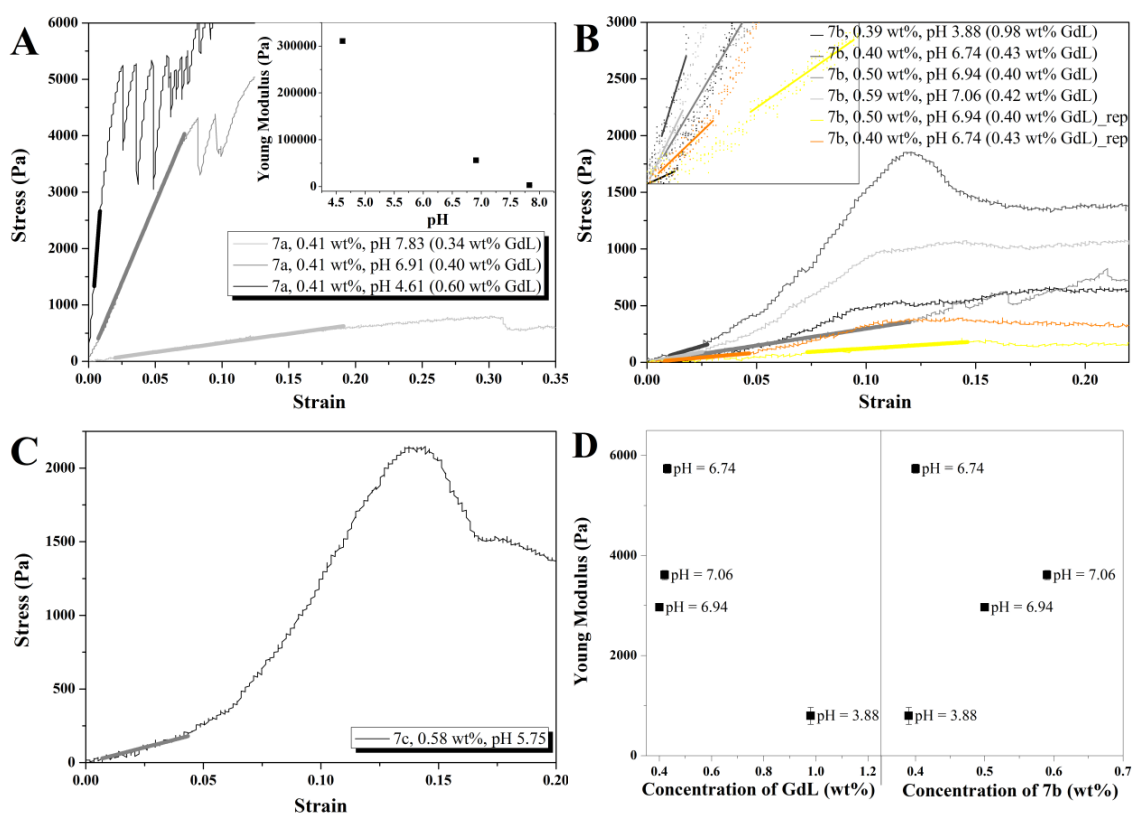 A
6000
5000
4000
3000
2000
1000
0
Stress (Pa)
0.00 0.05 0.10 0.15 0.20 0.25 0.30 0.35
Strain
300000
200000
100000
0
Young Modulus (Pa)
4.5 5.0 5.5 6.0 6.5 7.0 7.5 8.0
pH
7a, 0.41 wt%, pH 7.83 (0.34 wt% GdL)
7a, 0.41 wt%, pH 6.91 (0.40 wt% GdL)
7a, 0.41 wt%, pH 4.61 (0.60 wt% GdL)
B
3000
2500
2000
1500
1000
500
0
Stress (Pa)
0.00 0.05 0.10 0.15 0.20
Strain
7b, 0.39 wt%, pH 3.88 (0.98 wt% GdL)
7b, 0.40 wt%, pH 6.74 (0.43 wt% GdL)
7b, 0.50 wt%, pH 6.94 (0.40 wt% GdL)
7b, 0.59 wt%, pH 7.06 (0.42 wt% GdL)
7b, 0.50 wt%, pH 6.94 (0.40 wt% GdL)_rep
7b, 0.40 wt%, pH 6.74 (0.43 wt% GdL)_rep
C
2000
1500
1000
500
0
Stress (Pa)
0.00 0.05 0.10 0.15 0.20
Strain
7c, 0.58 wt%, pH 5.75
D
6000
4000
2000
0
Young Modulus (Pa)
pH = 6.74
pH = 7.06
pH = 6.94
pH = 3.88
0.4 0.6 0.8 1.0 1.2
Concentration of GdL (wt%)
pH = 6.74
pH = 7.06
pH = 6.94
pH = 3.88
0.4 0.5 0.6 0.7
Concentration of 7b (wt%)